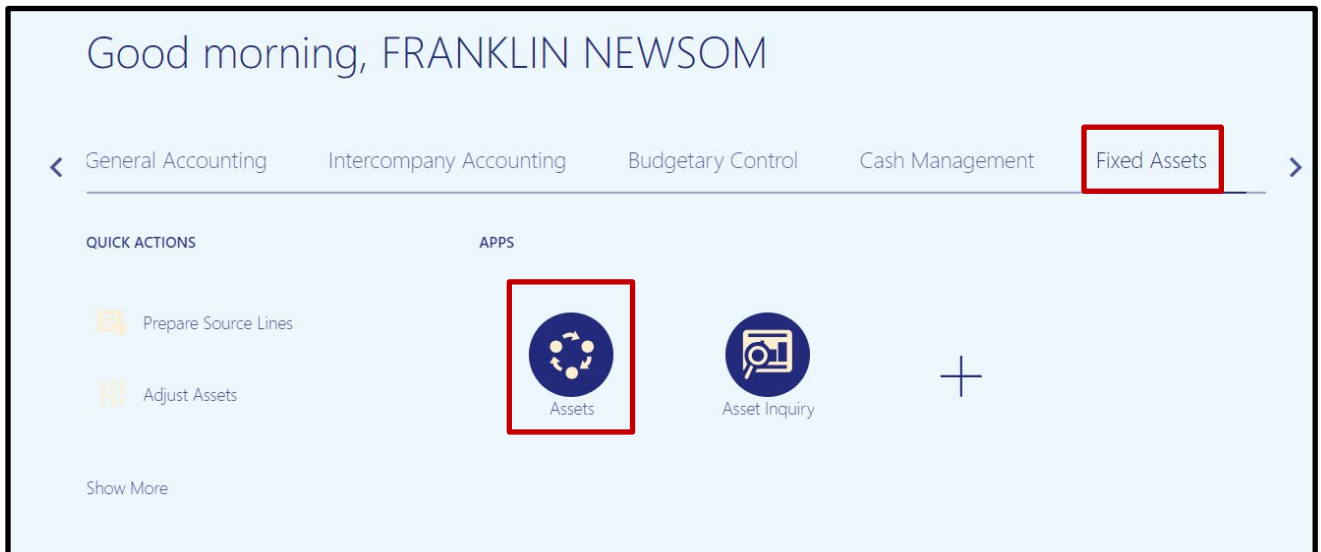 Good morning, FRANKLIN NEWSOM
General Accounting Intercompany Accounting Budgetary Control Cash Management Fixed Assets
QUICK ACTIONS APPS
Prepare Source Lines
Adjust Assets
Assets Asset Inquiry
Show More